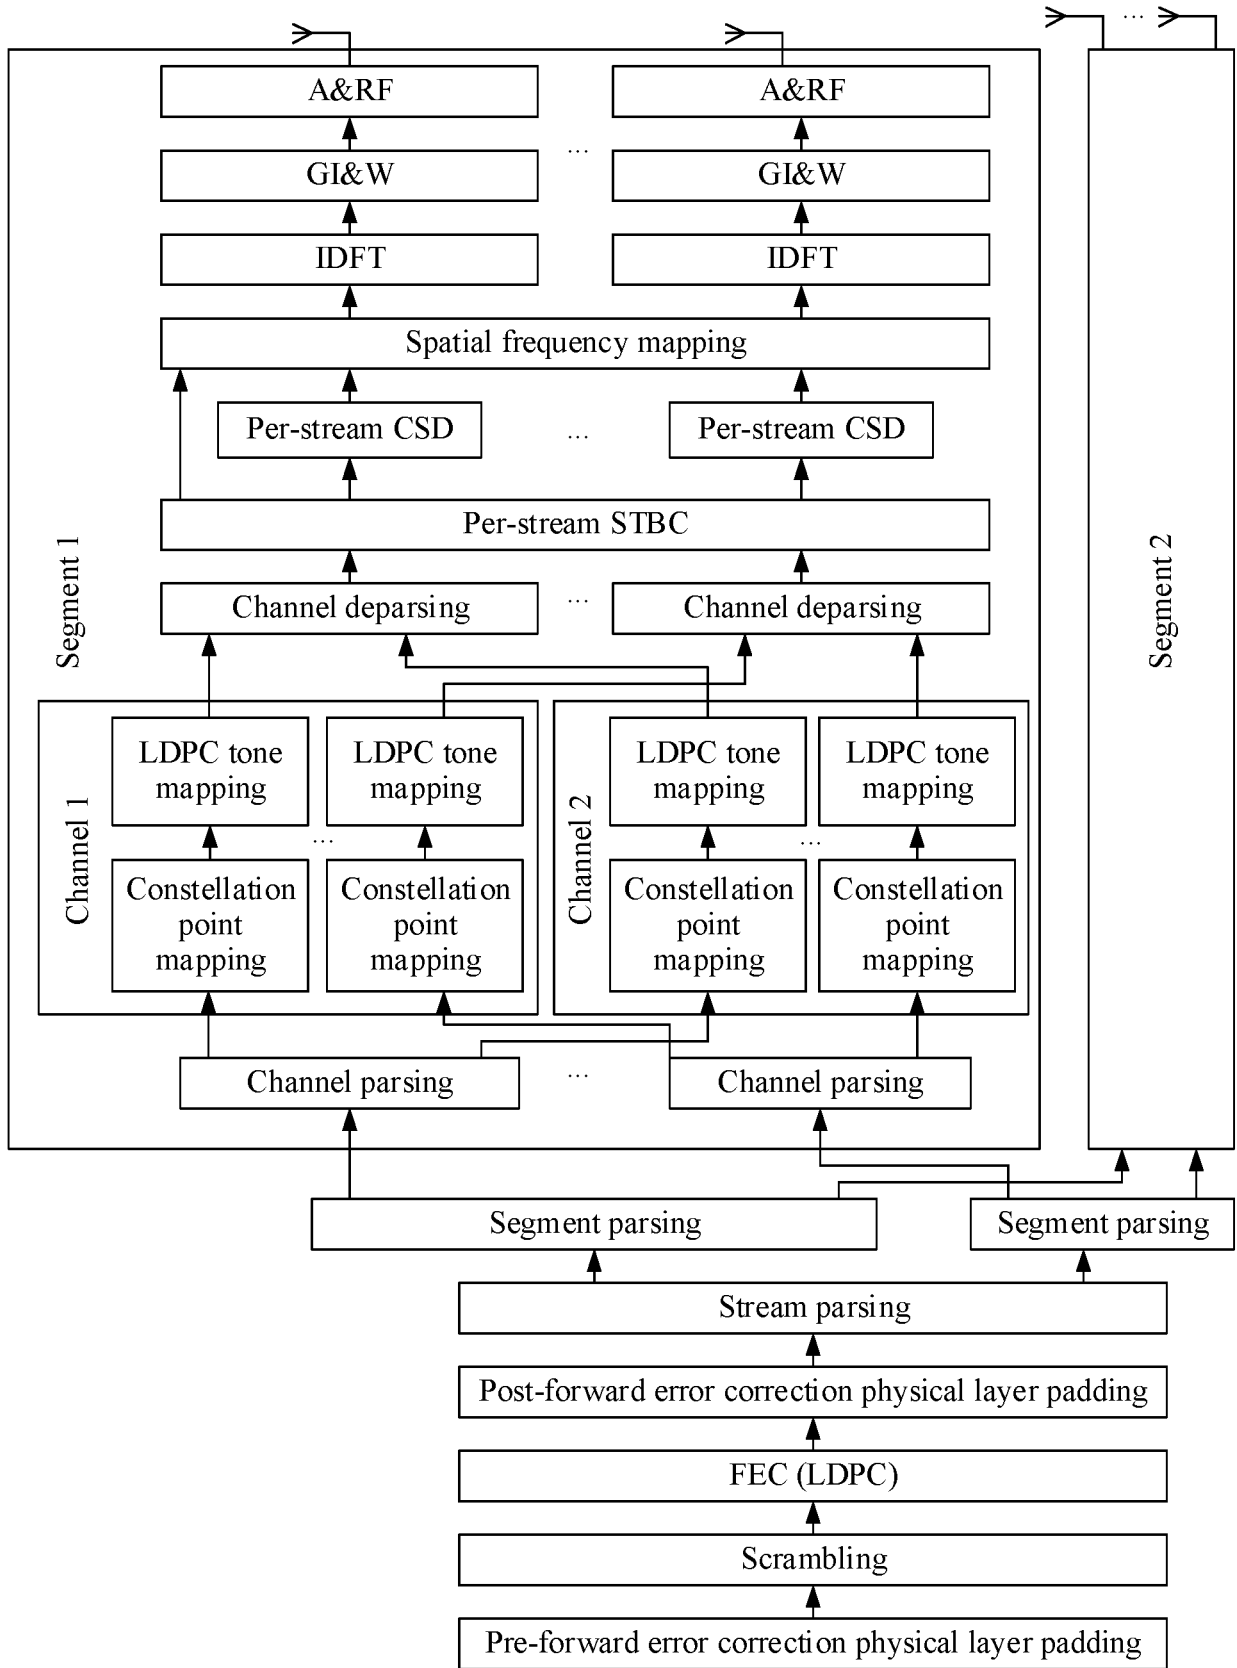 ...
A&RF
A&RF
...
GI&W
GI&W
IDFT
IDFT
Spatial frequency mapping
Per-stream CSD
...
Per-stream CSD
Per-stream STBC
Segment 1
Segment 2
Channel deparsing
...
Channel deparsing
Channel 1
LDPC tone
mapping
LDPC tone
mapping
...
Constellation
point
mapping
Constellation
point
mapping
Channel 2
LDPC tone
mapping
LDPC tone
mapping
...
Constellation
point
mapping
Constellation
point
mapping
Channel parsing
...
Channel parsing
Segment parsing
Segment parsing
Stream parsing
Post-forward error correction physical layer padding
FEC (LDPC)
Scrambling
Pre-forward error correction physical layer padding